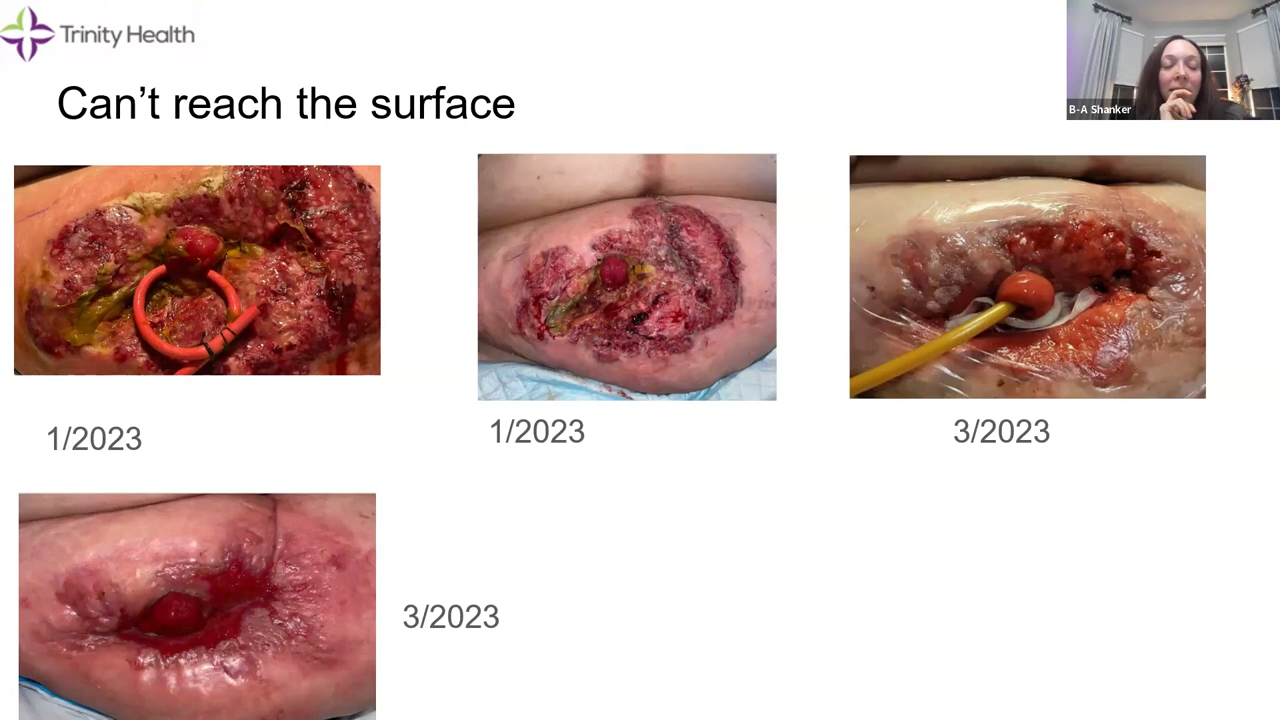 Trinity Health
B-A Shanker
Can't reach the surface
1/2023
1/2023
3/2023
3/2023